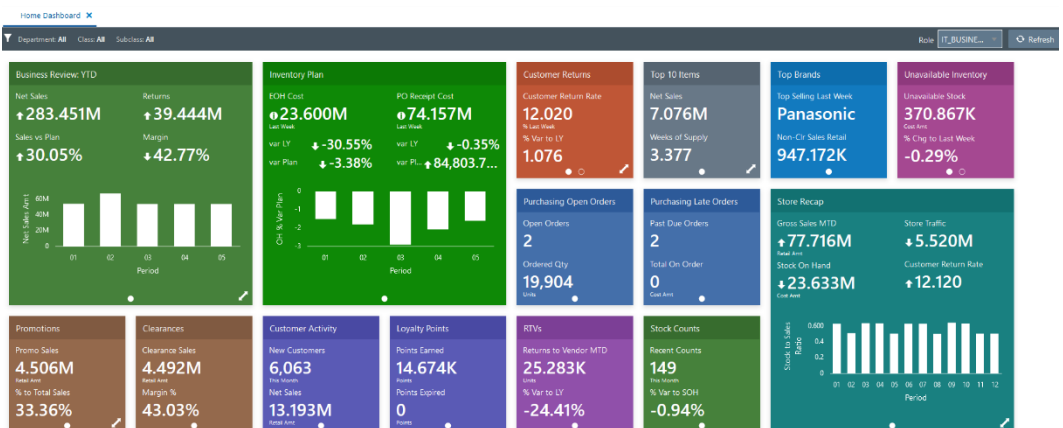 Home Dashboard ×
Department: All Class: All Subclass: All
Role IT_BUSINE... Refresh
Business Review: YTD
Net Sales Returns
283.451M 39.444M
Sales vs Plan Margin
30.05% 42.77%
Net Sales Amt
60M
40M
20M
0
01 02 03 04 05
Period
Inventory Plan
EOH Cost PO Receipt Cost
23.600M 74.157M
Last Week Last Week
var LY -30.55% var LY -0.35%
var Plan -3.38% var Pl... 84,803.7...
OH % Var Plan
0
-1
-2
-3
01 02 03 04 05
Period
Customer Returns
Customer Return Rate
12.020
% Last Week
% Var to LY
1.076
Top 10 Items
Net Sales
7.076M
Weeks of Supply
3.377
Top Brands
Top Selling Last Week
Panasonic
Non-Clr Sales Retail
947.172K
Unavailable Inventory
Unavailable Stock
370.867K
Cost Amt
% Chg to Last Week
-0.29%
Purchasing Open Orders
Open Orders
2
Ordered Qty
19,904
Units
Purchasing Late Orders
Past Due Orders
2
Total On Order
0
Cost Amt
Store Recap
Gross Sales MTD Store Traffic
77.716M 5.520M
Retail Amt
Stock On Hand Customer Return Rate
23.633M 12.120
Cost Amt
Stock to Sales
Ratio
0.600
0.4
0.2
0
01 02 03 04 05 06 07 08 09 10 11 12
Period
Promotions
Promo Sales
4.506M
Retail Amt
% to Total Sales
33.36%
Clearances
Clearance Sales
4.492M
Retail Amt
Margin %
43.03%
Customer Activity
New Customers
6,063
This Month
Net Sales
13.193M
Retail Amt
Loyalty Points
Points Earned
14.674K
Points
Points Expired
0
Points
RTVs
Returns to Vendor MTD
25.283K
Units
% Var to LY
-24.41%
Stock Counts
Recent Counts
149
This Month
% Var to SOH
-0.94%